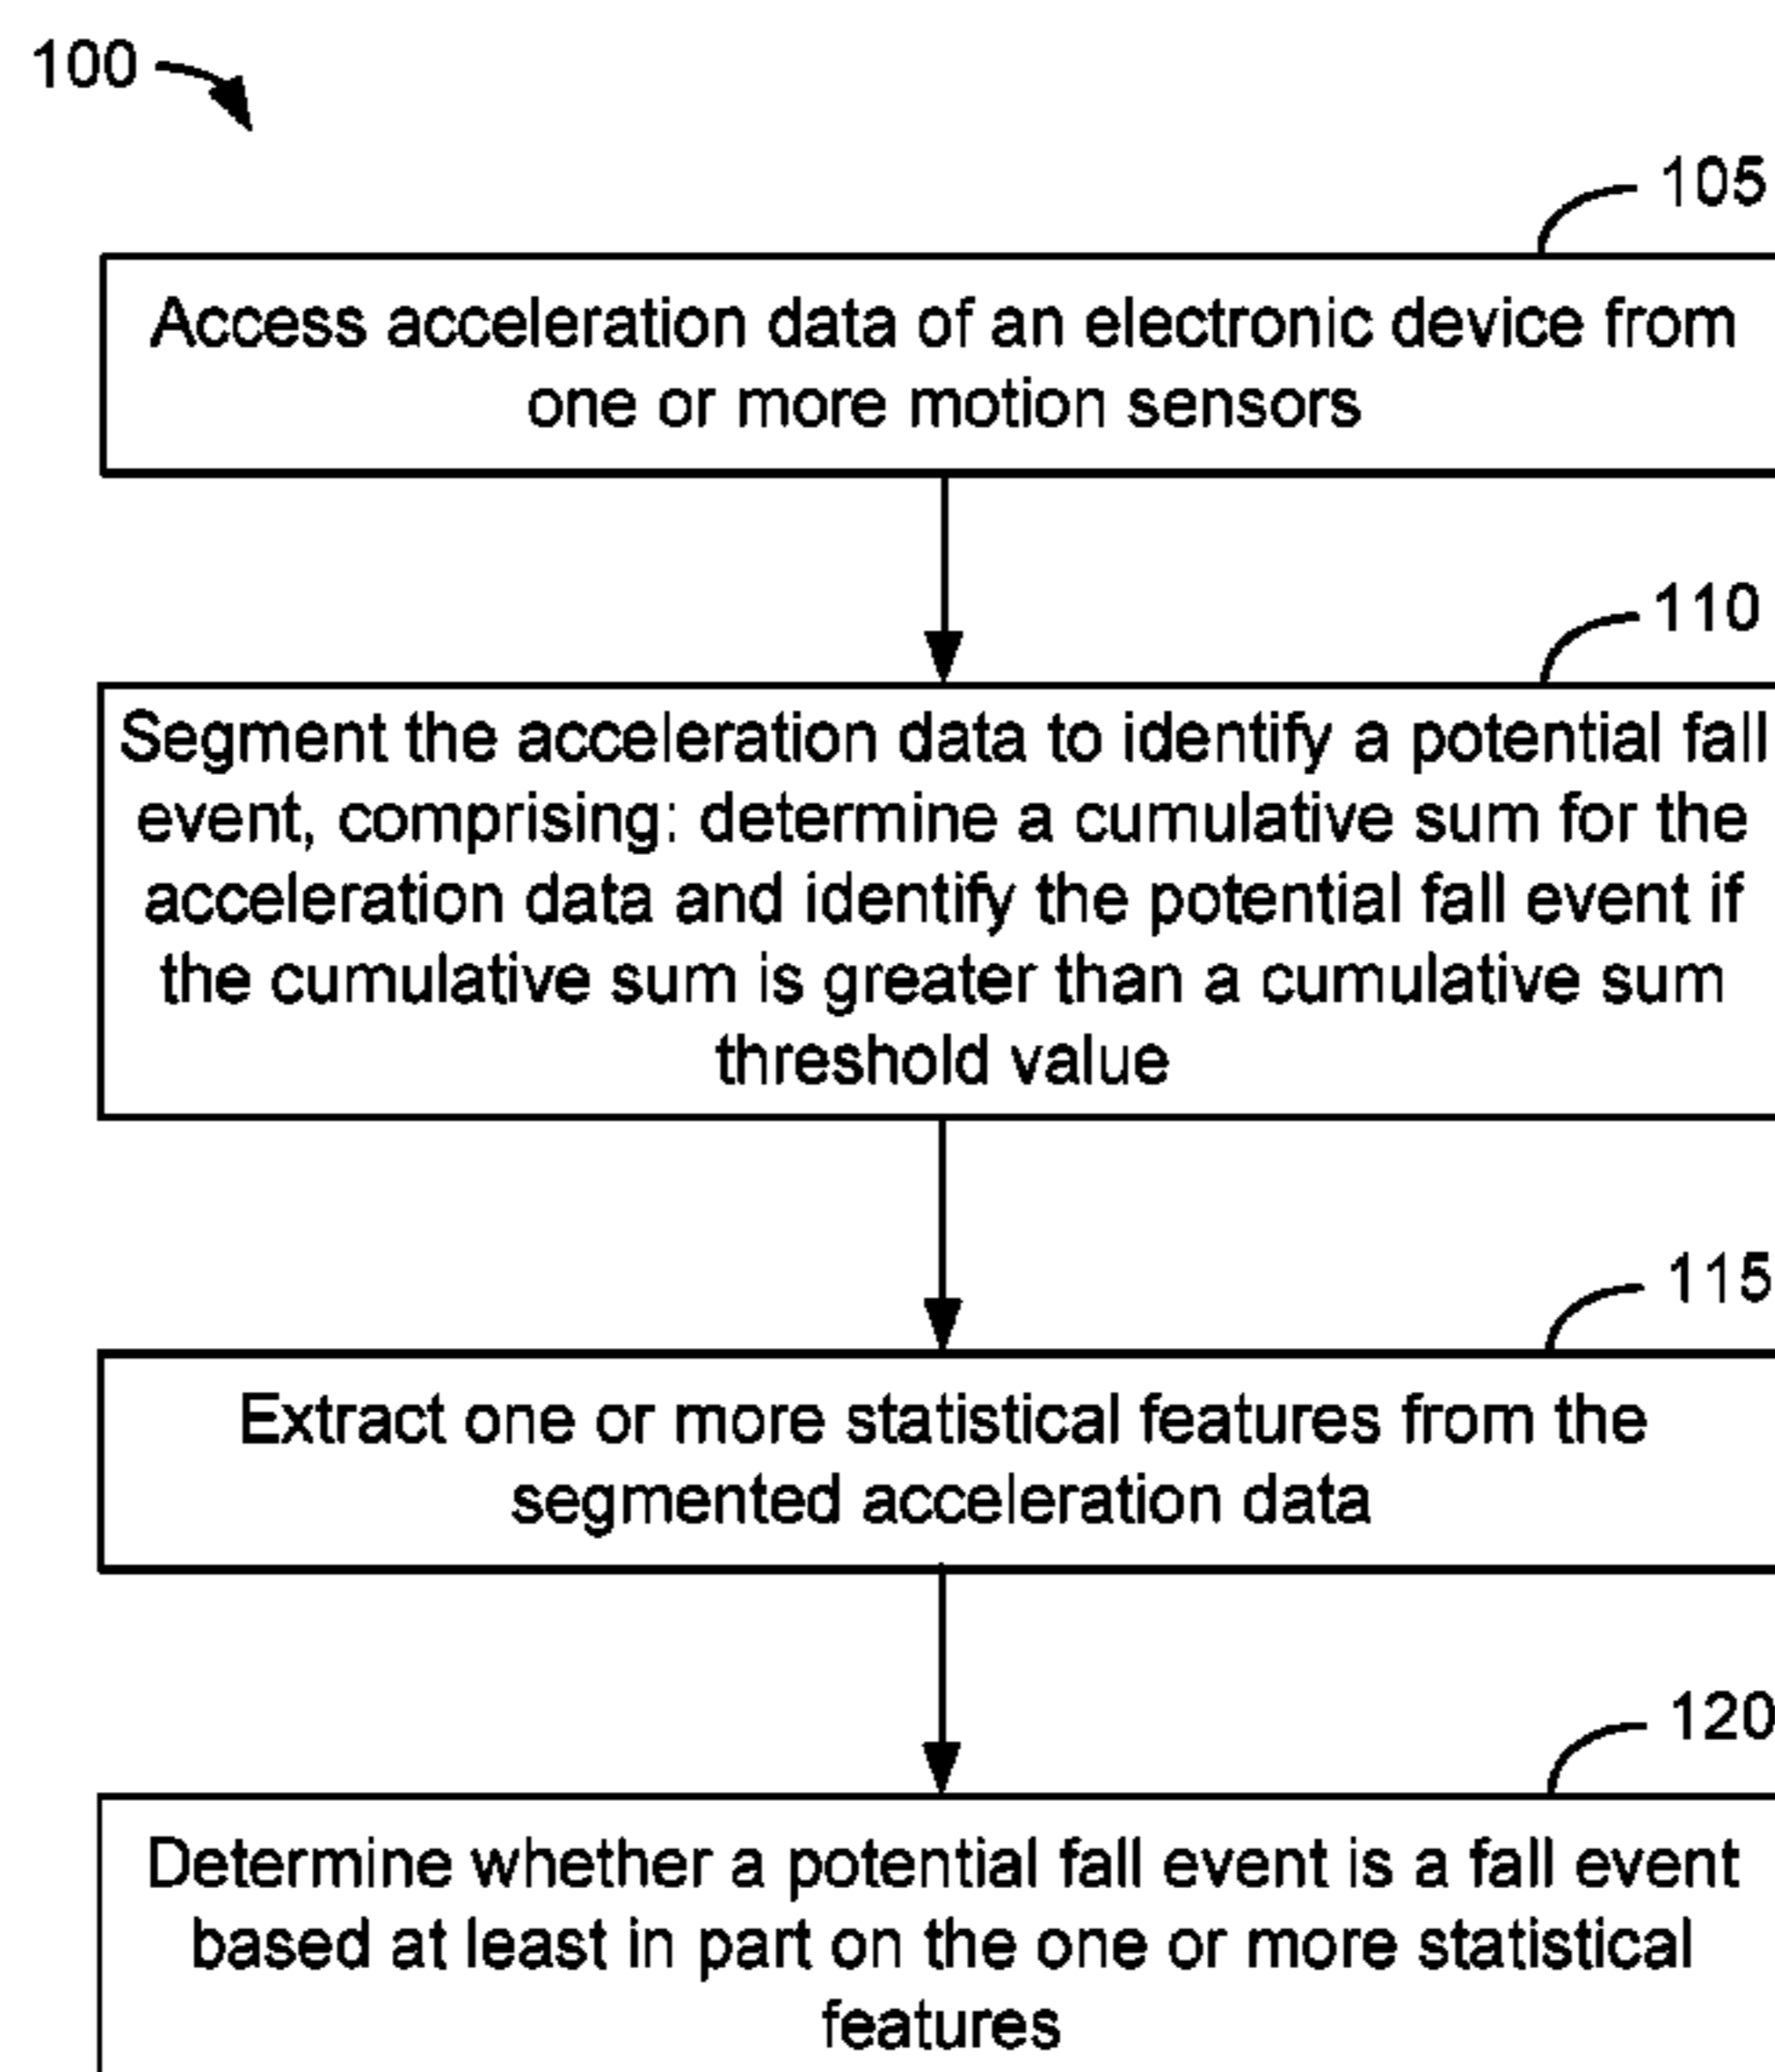 100
105
Access acceleration data of an electronic device from
one or more motion sensors
110
Segment the acceleration data to identify a potential fall
event, comprising: determine a cumulative sum for the
acceleration data and identify the potential fall event if
the cumulative sum is greater than a cumulative sum
threshold value
115
Extract one or more statistical features from the
segmented acceleration data
120
Determine whether a potential fall event is a fall event
based at least in part on the one or more statistical
features